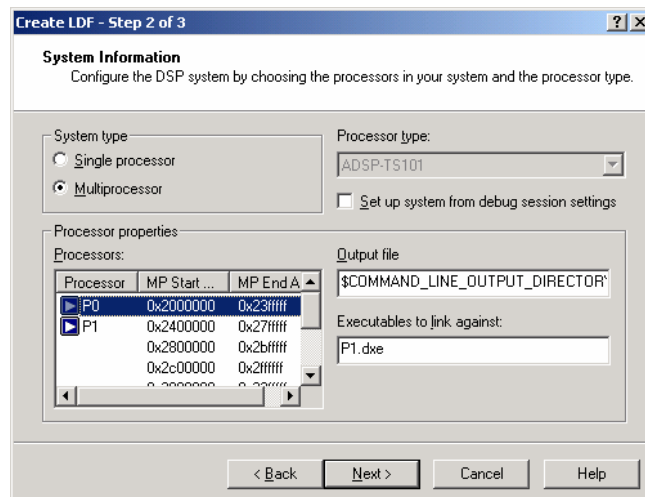 Create LDF - Step 2 of 3
System Information
Configure the DSP system by choosing the processors in your system and the processor type.
System type
Single processor
Multiprocessor
Processor type:
ADSP-TS101
Set up system from debug session settings
Processor properties
Processors:
Processor MP Start ... MP End A
P0 0x2000000 0x23fffff
P1 0x2400000 0x27fffff
0x2800000 0x2bfffff
0x2c00000 0x2ffffff
Output file
$COMMAND_LINE_OUTPUT_DIRECTOR
Executables to link against:
P1.dxe
< Back
Next >
Cancel
Help